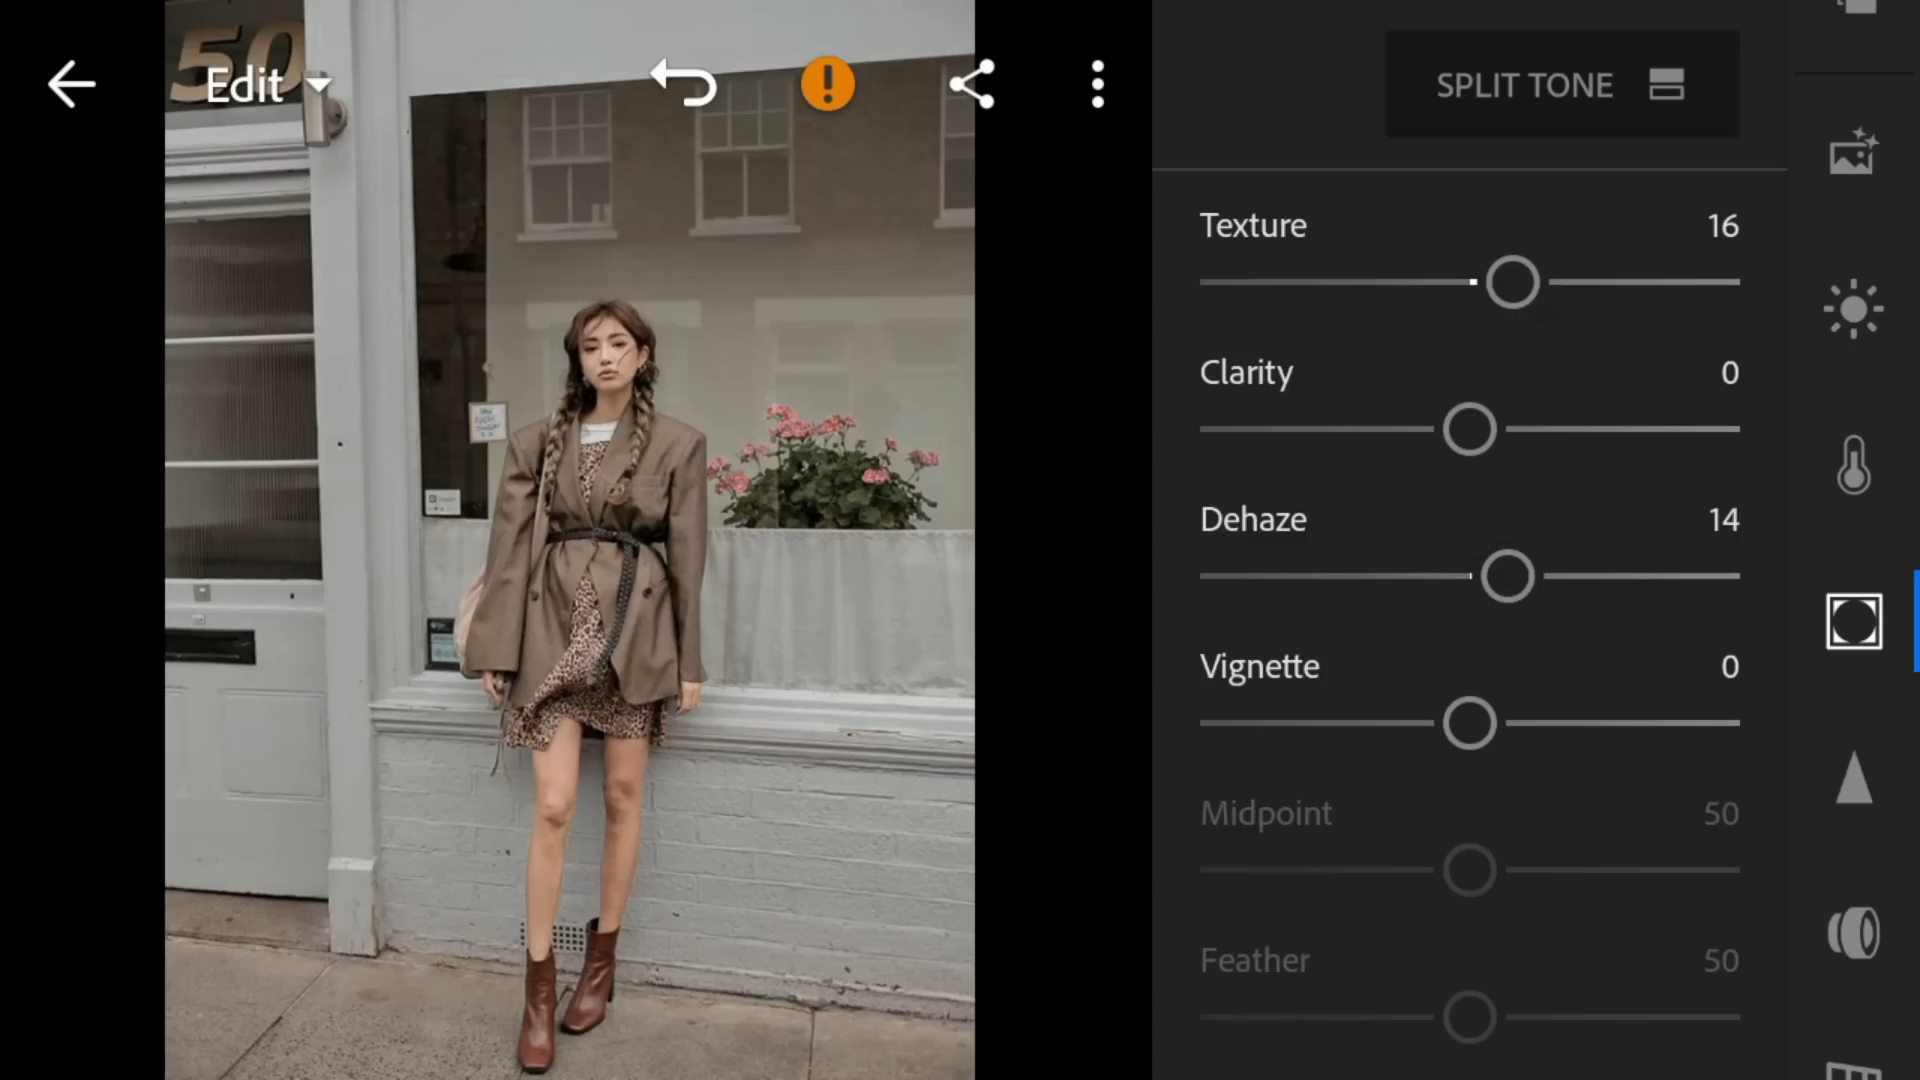 50
Edit
SPLIT TONE
Texture 16
Clarity 0
Dehaze 14
Vignette 0
Midpoint 50
Feather 50